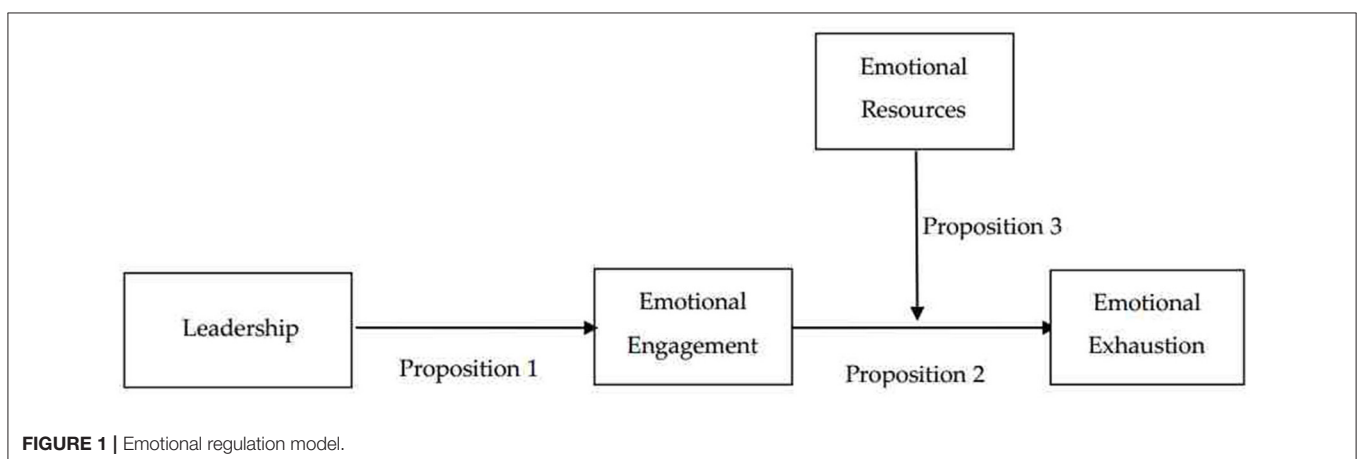 Emotional
Resources
Proposition 3
Leadership
Proposition 1
Emotional
Engagement
Proposition 2
Emotional
Exhaustion
FIGURE 1 | Emotional regulation model.